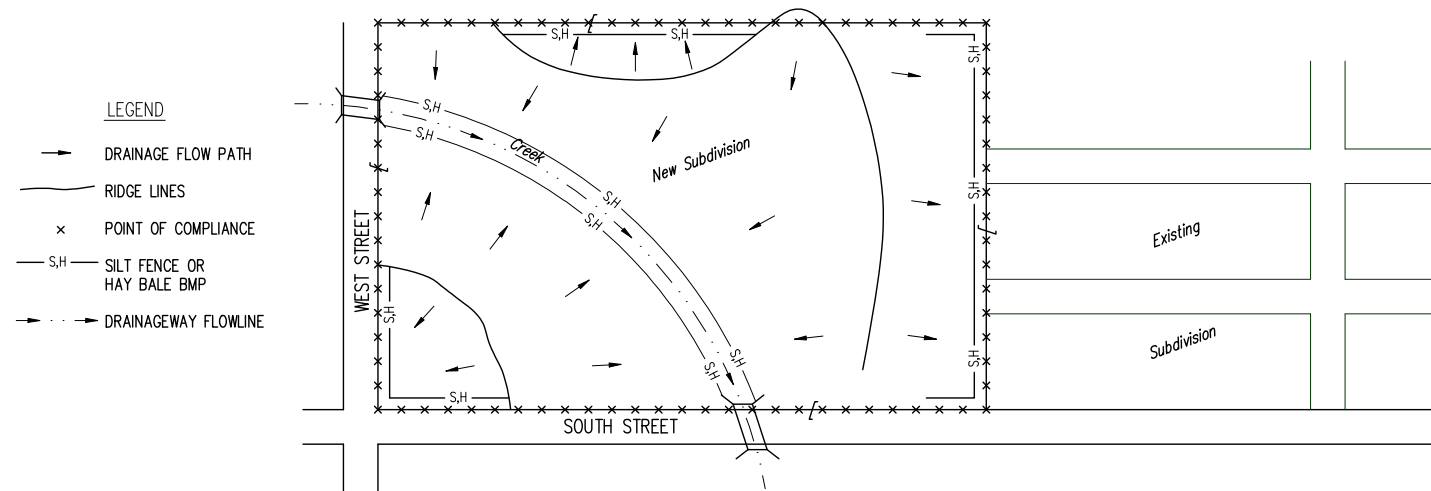 LEGEND
DRAINAGE FLOW PATH
RIDGE LINES
POINT OF COMPLIANCE
S,H
SILT FENCE OR
HAY BALE BMP
DRAINAGEWAY FLOWLINE
S,H
S,H
S,H
S,H
S,H
Creek
New Subdivision
S,H
S,H
S,H
WEST STREET
Existing
S,H
Subdivision
S,H
S,H
S,H
S,H
SOUTH STREET